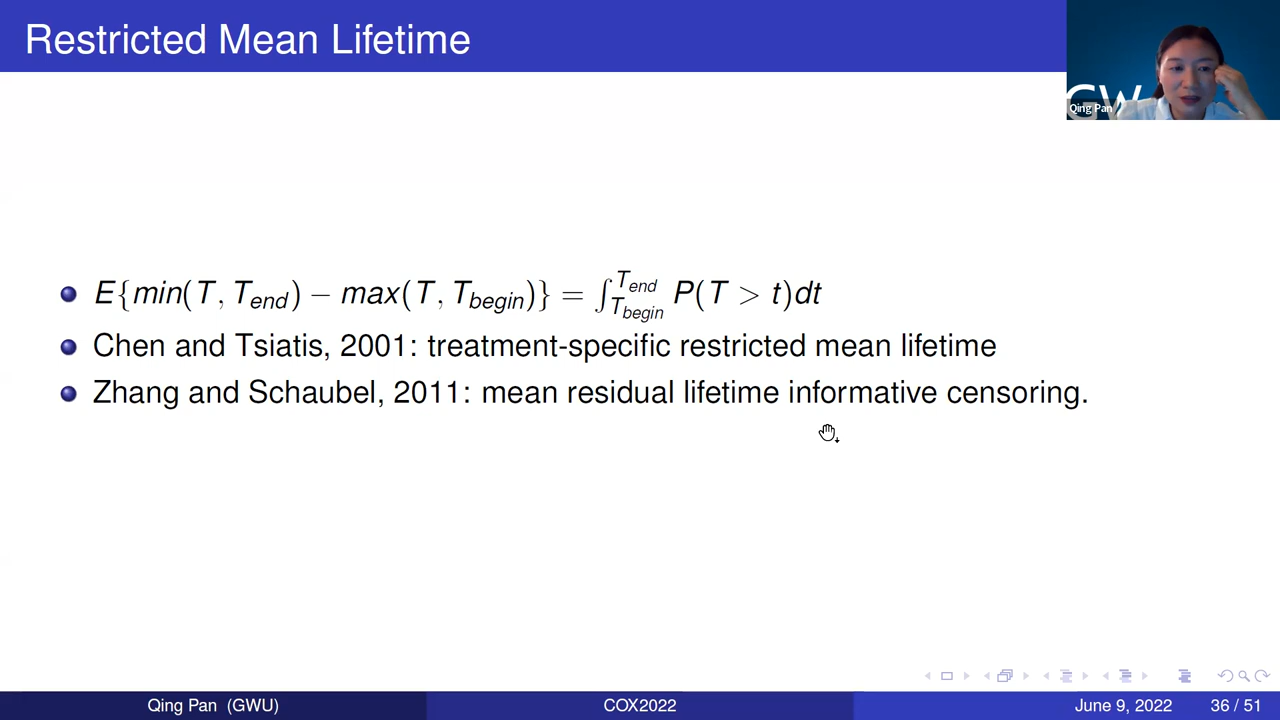 Restricted Mean Lifetime
GW
Qing Pan
E{min(T, T_end) − max(T, T_begin)} = ∫_{T_begin}^{T_end} P(T > t)dt
Chen and Tsiatis, 2001: treatment-specific restricted mean lifetime
Zhang and Schaubel, 2011: mean residual lifetime informative censoring.
Qing Pan (GWU) COX2022 June 9, 2022 36 / 51